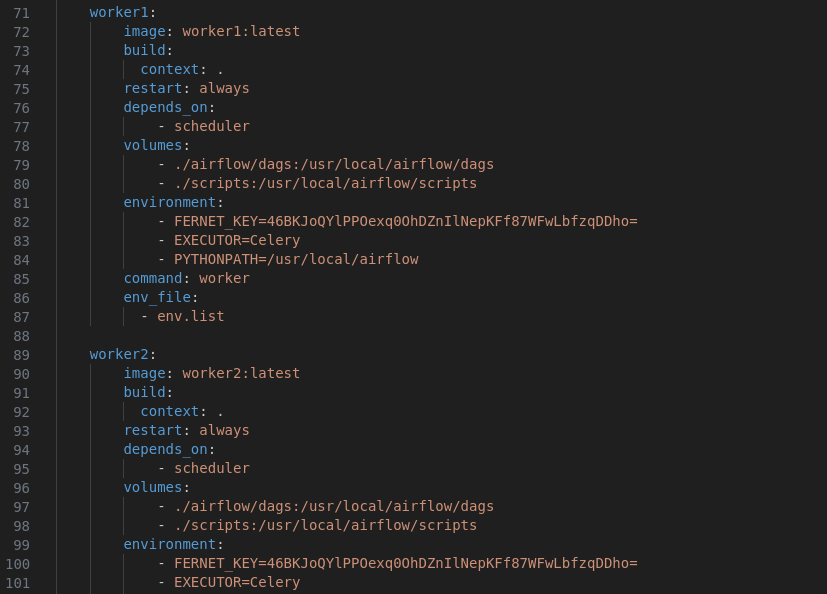 71 worker1:
72 image: worker1:latest
73 build:
74 context: .
75 restart: always
76 depends_on:
77 - scheduler
78 volumes:
79 - ./airflow/dags:/usr/local/airflow/dags
80 - ./scripts:/usr/local/airflow/scripts
81 environment:
82 - FERNET_KEY=46BKJoQYlPPOexq0OhDZnIlNepKFf87WFwLbfzqDDho=
83 - EXECUTOR=Celery
84 - PYTHONPATH=/usr/local/airflow
85 command: worker
86 env_file:
87 - env.list
88
89 worker2:
90 image: worker2:latest
91 build:
92 context: .
93 restart: always
94 depends_on:
95 - scheduler
96 volumes:
97 - ./airflow/dags:/usr/local/airflow/dags
98 - ./scripts:/usr/local/airflow/scripts
99 environment:
100 - FERNET_KEY=46BKJoQYlPPOexq0OhDZnIlNepKFf87WFwLbfzqDDho=
101 - EXECUTOR=Celery